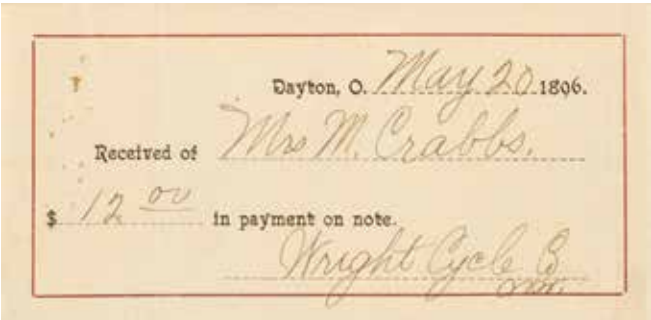 Dayton, O. May 20 1896.
Received of Mrs M. Crabbs.
$ 12 00 in payment on note.
Wright Cycle Co